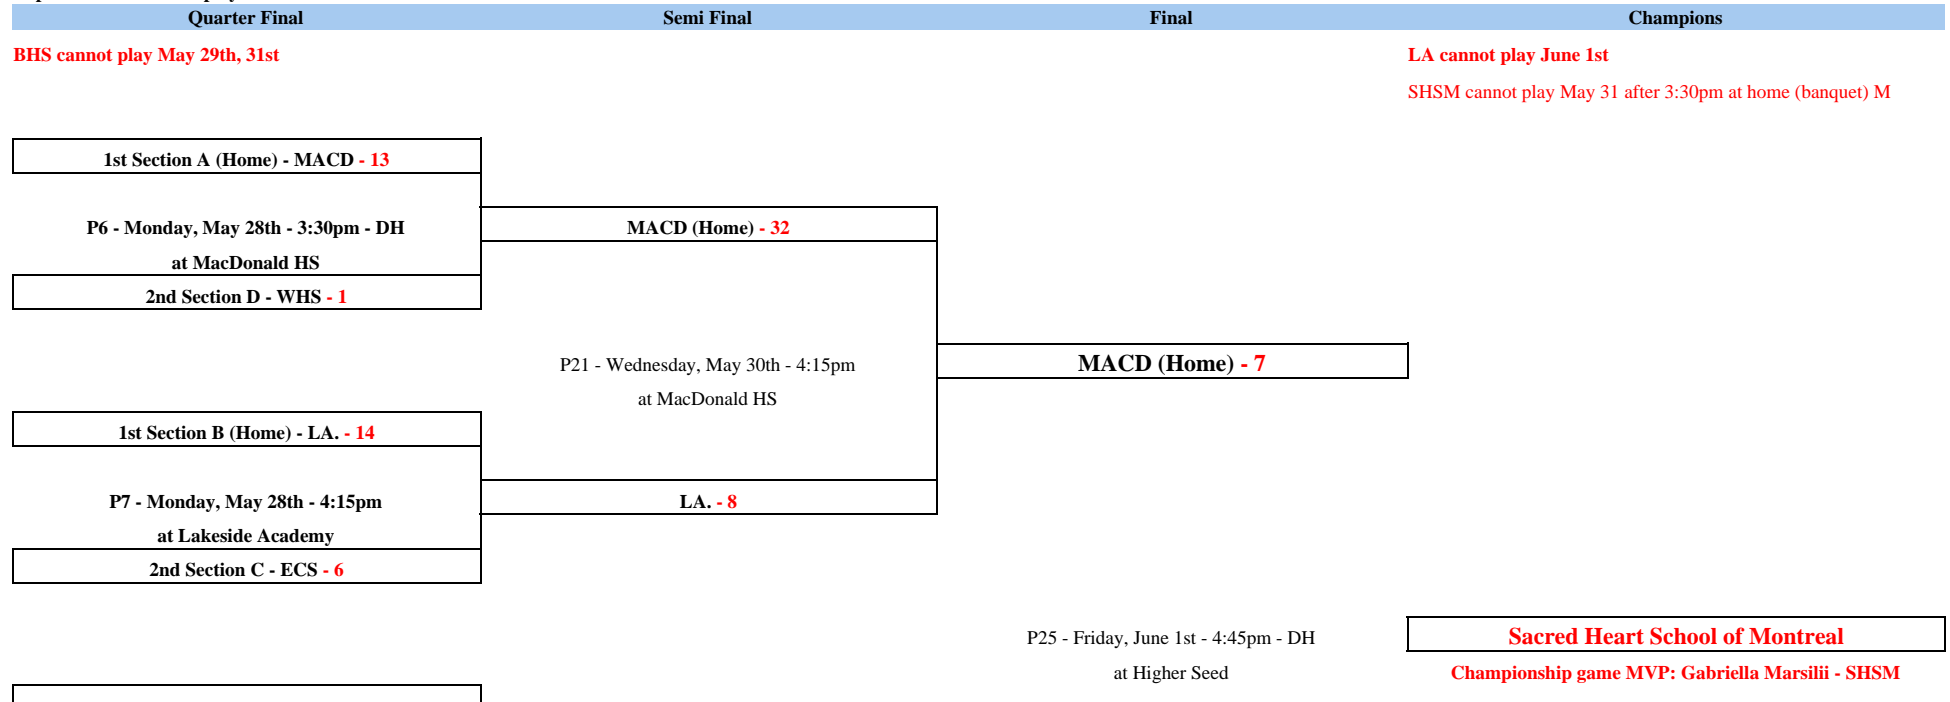 Quarter Final Semi Final Final Champions
BHS cannot play May 29th, 31st
LA cannot play June 1st
SHSM cannot play May 31 after 3:30pm at home (banquet) M
1st Section A (Home) - MACD - 13
P6 - Monday, May 28th - 3:30pm - DH
MACD (Home) - 32
at MacDonald HS
2nd Section D - WHS - 1
P21 - Wednesday, May 30th - 4:15pm
MACD (Home) - 7
at MacDonald HS
1st Section B (Home) - LA. - 14
P7 - Monday, May 28th - 4:15pm
LA. - 8
at Lakeside Academy
2nd Section C - ECS - 6
P25 - Friday, June 1st - 4:45pm - DH
Sacred Heart School of Montreal
at Higher Seed
Championship game MVP: Gabriella Marsilii - SHSM